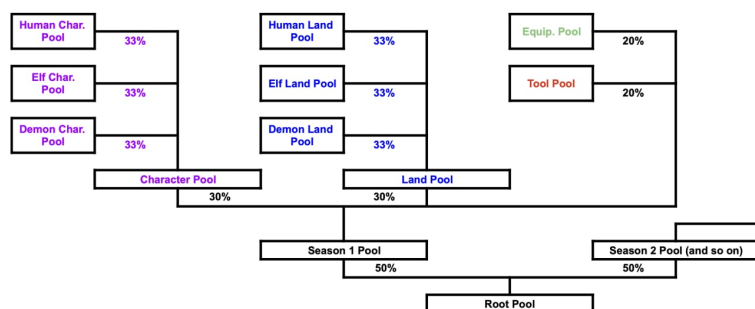 Human Char.
Pool
33%
Human Land
Pool
33%
Equip. Pool
20%
Elf Char.
Pool
33%
Elf Land Pool
33%
Tool Pool
20%
Demon Char.
Pool
33%
Demon Land
Pool
33%
Character Pool
Land Pool
30%
30%
Season 1 Pool
Season 2 Pool (and so on)
50%
50%
Root Pool